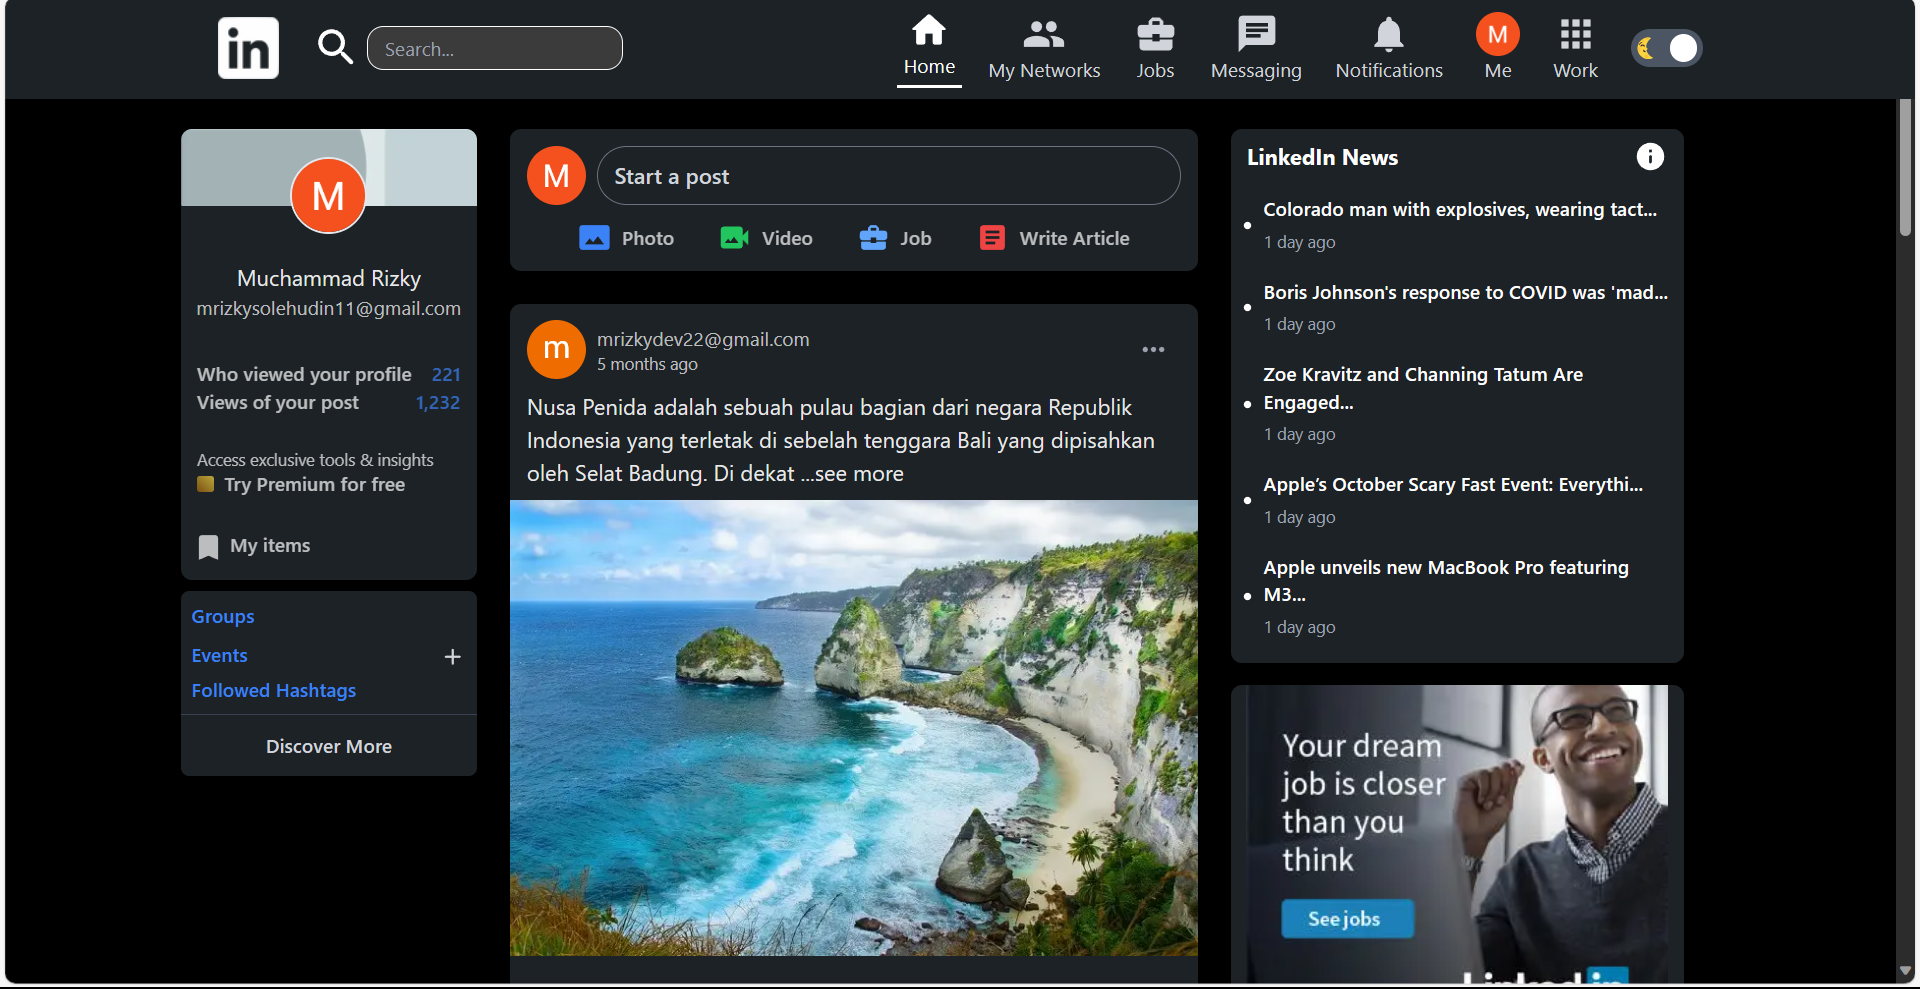 in
Search...
Home
My Networks
Jobs
Messaging
Notifications
M
Me
Work
M
Muchammad Rizky
mrizkysolehudin11@gmail.com
Who viewed your profile 221
Views of your post 1,232
Access exclusive tools & insights
Try Premium for free
My items
Groups
Events
Followed Hashtags
Discover More
M
Start a post
Photo
Video
Job
Write Article
m
mrizkydev22@gmail.com
5 months ago
Nusa Penida adalah sebuah pulau bagian dari negara Republik
Indonesia yang terletak di sebelah tenggara Bali yang dipisahkan
oleh Selat Badung. Di dekat ...see more
LinkedIn News
Colorado man with explosives, wearing tact...
1 day ago
Boris Johnson's response to COVID was 'mad...
1 day ago
Zoe Kravitz and Channing Tatum Are
Engaged...
1 day ago
Apple’s October Scary Fast Event: Everythi...
1 day ago
Apple unveils new MacBook Pro featuring
M3...
1 day ago
Your dream
job is closer
than you
think
See jobs
Linked in